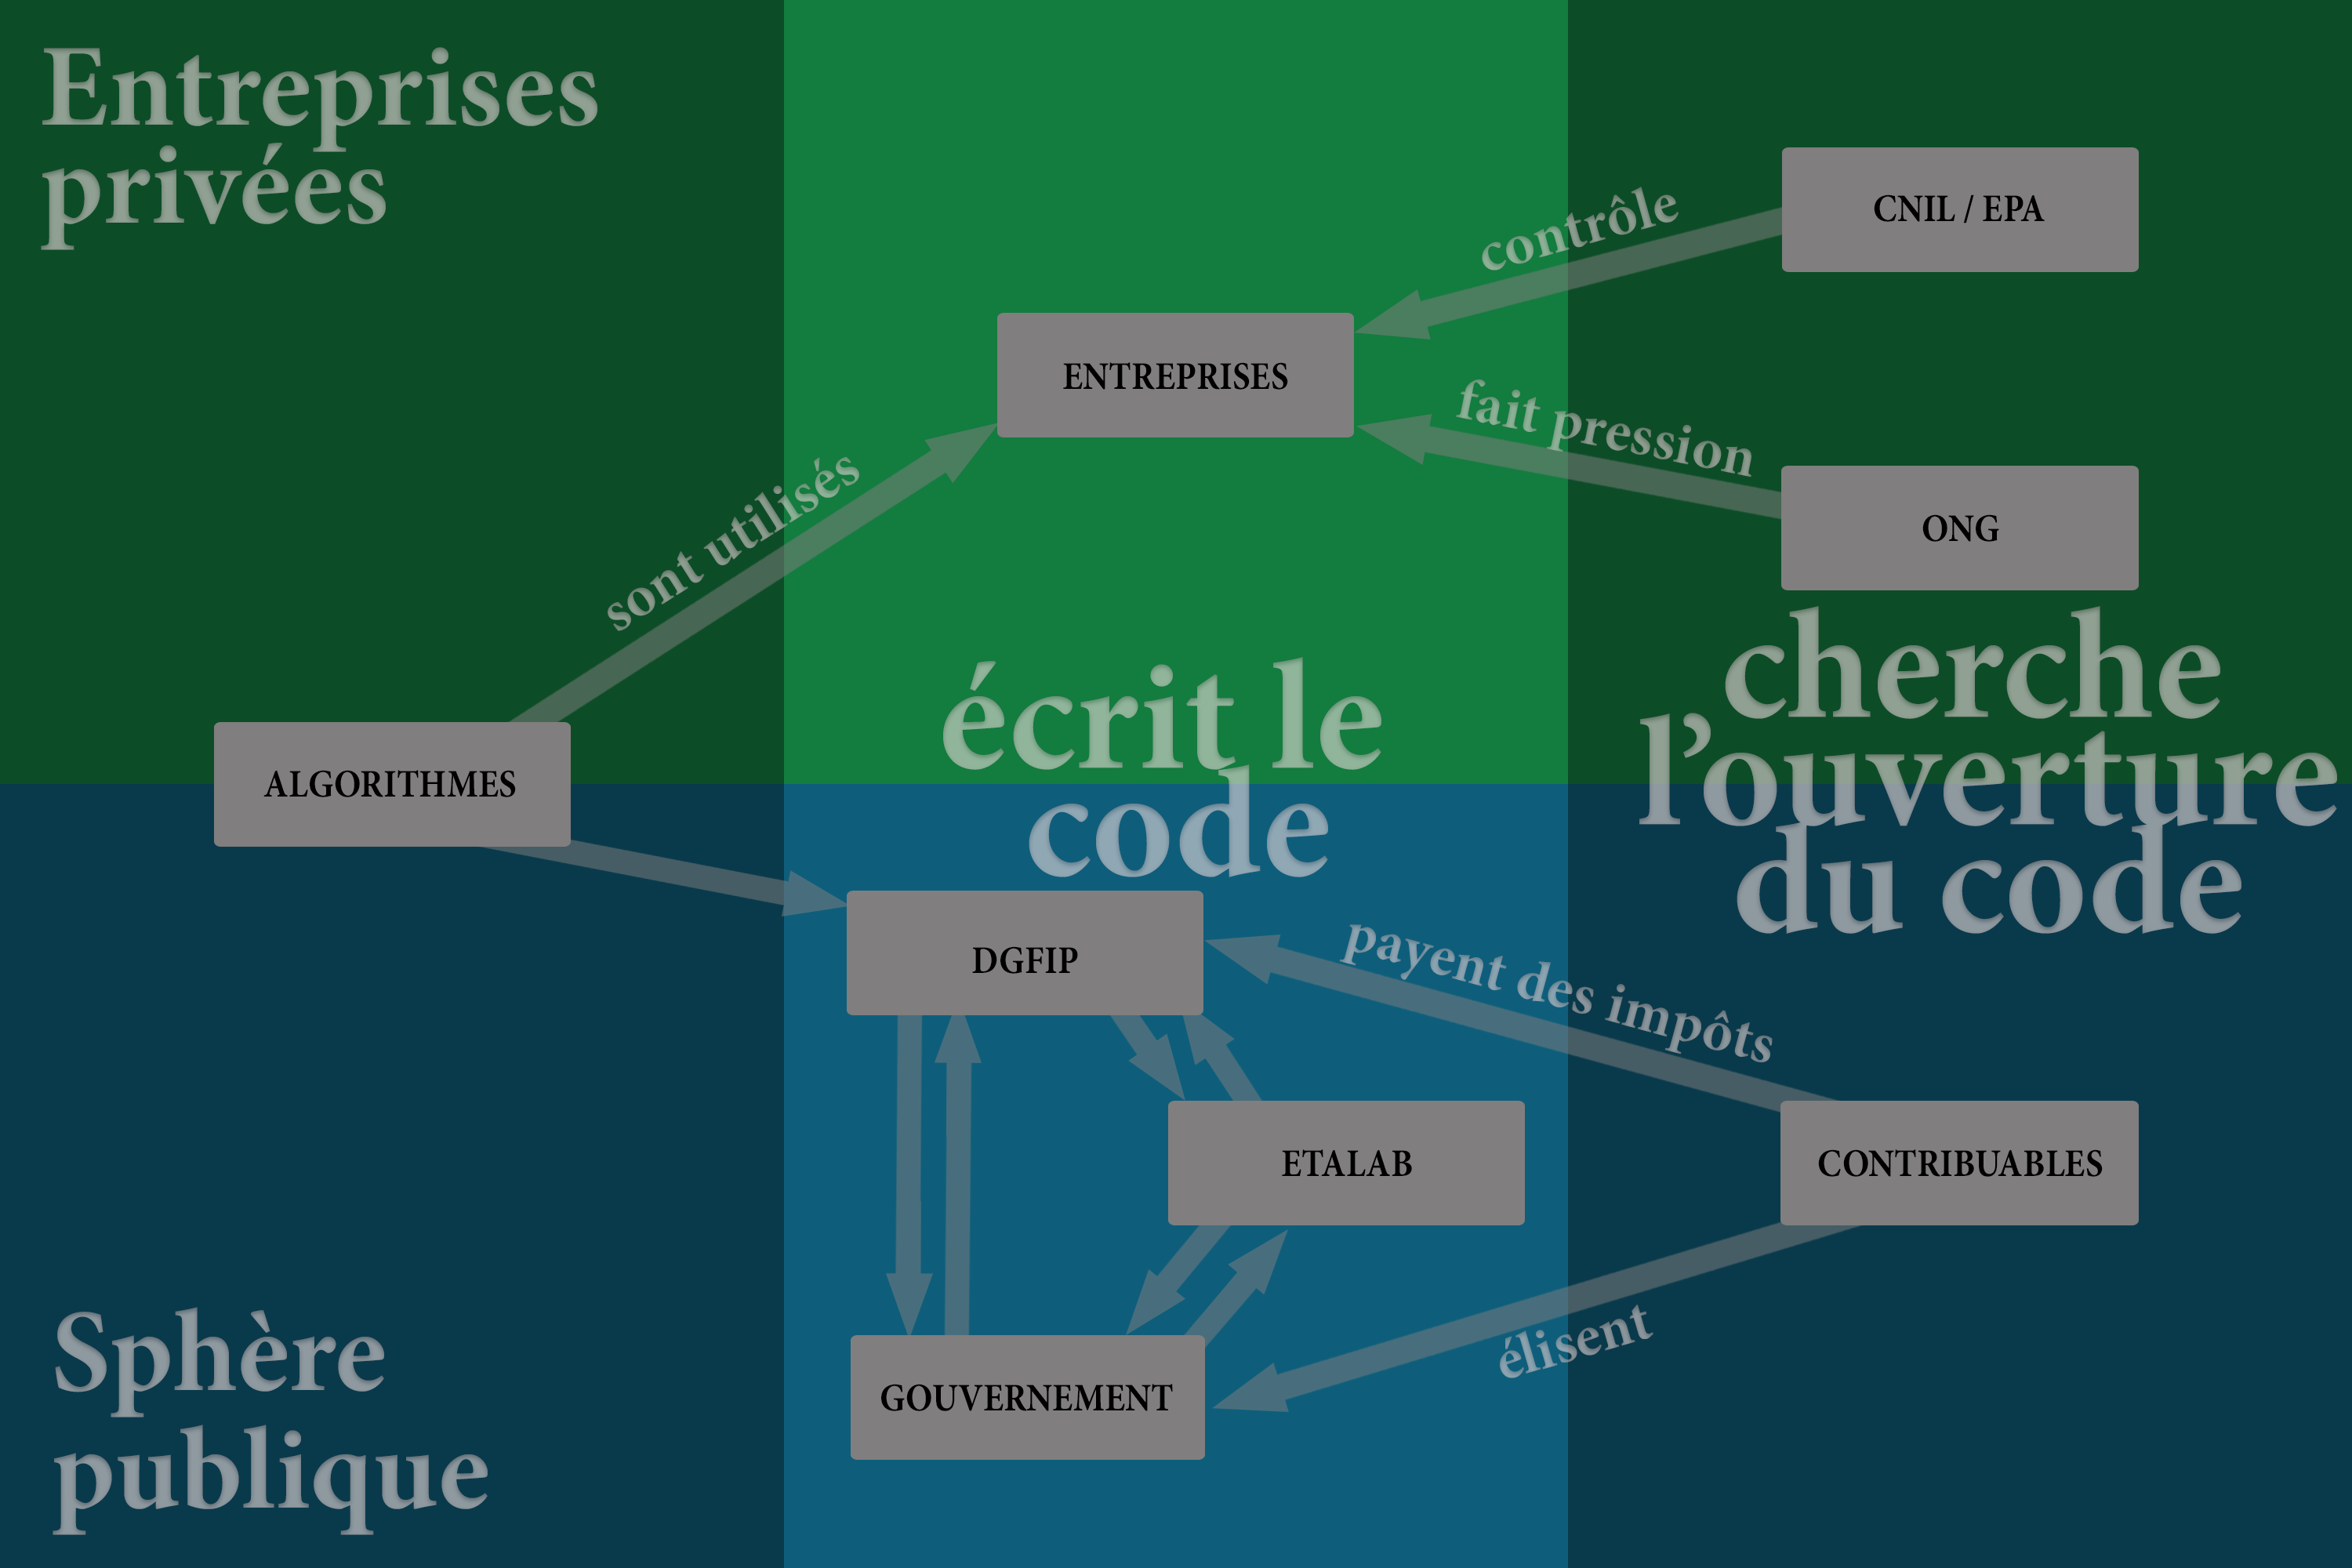 Entreprises
privées
CNIL / EPA
contrôle
ENTREPRISES
fait pression
ONG
sont utilisés
écrit le
code
cherche
l’ouverture
du code
ALGORITHMES
DGFIP
payent des impôts
ETALAB
CONTRIBUABLES
élisent
GOUVERNEMENT
Sphère
publique